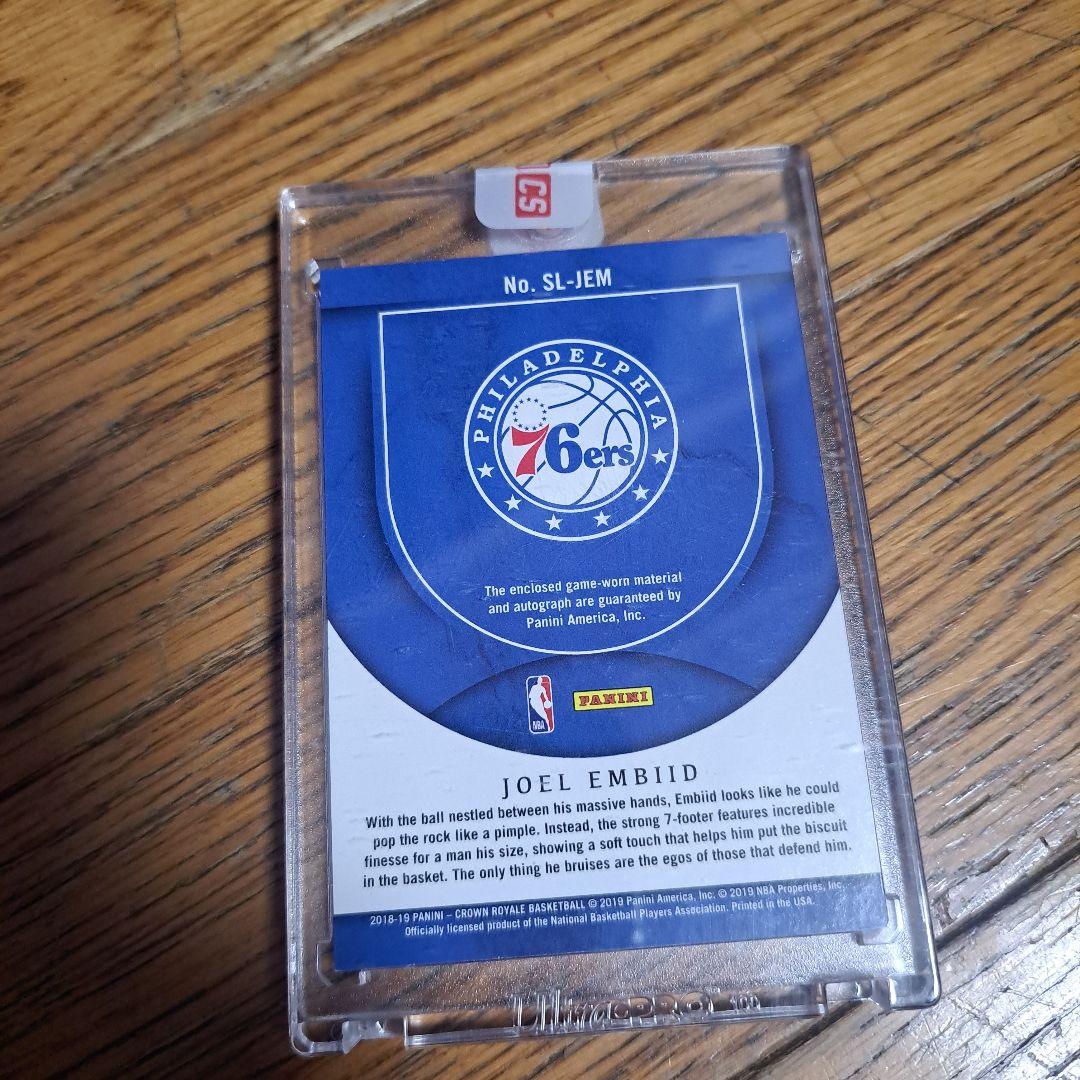 No. SL-JEM
PHILADELPHIA
76ers
The enclosed game-worn material
and autograph are guaranteed by
Panini America, Inc.
NBA
PANINI
JOEL EMBIID
With the ball nestled between his massive hands, Embiid looks like he could
pop the rock like a pimple. Instead, the strong 7-footer features incredible
finesse for a man his size, showing a soft touch that helps him put the biscuit
in the basket. The only thing he bruises are the egos of those that defend him.
2018-19 PANINI – CROWN ROYALE BASKETBALL © 2019 Panini America, Inc. © 2019 NBA Properties, Inc.
Officially licensed product of the National Basketball Players Association. Printed in the USA.
Ultra PRO 100